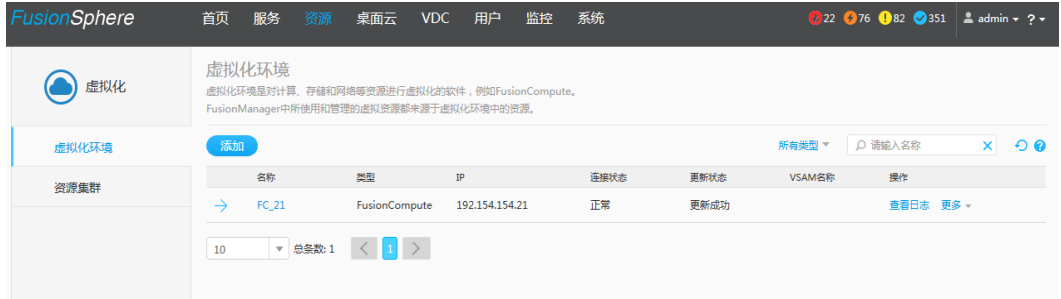 FusionSphere 首页 服务 资源 桌面云 VDC 用户 监控 系统 22 76 82 351 admin ?
虚拟化
虚拟化环境
虚拟化环境是对计算、存储和网络等资源进行虚拟化的软件，例如FusionCompute。
FusionManager中所使用和管理的虚拟资源都来源于虚拟化环境中的资源。
虚拟化环境
资源集群
添加 所有类型 请输入名称
名称 类型 IP 连接状态 更新状态 VSAM名称 操作
FC_21 FusionCompute 192.154.154.21 正常 更新成功 查看日志 更多
10 总条数: 1 1